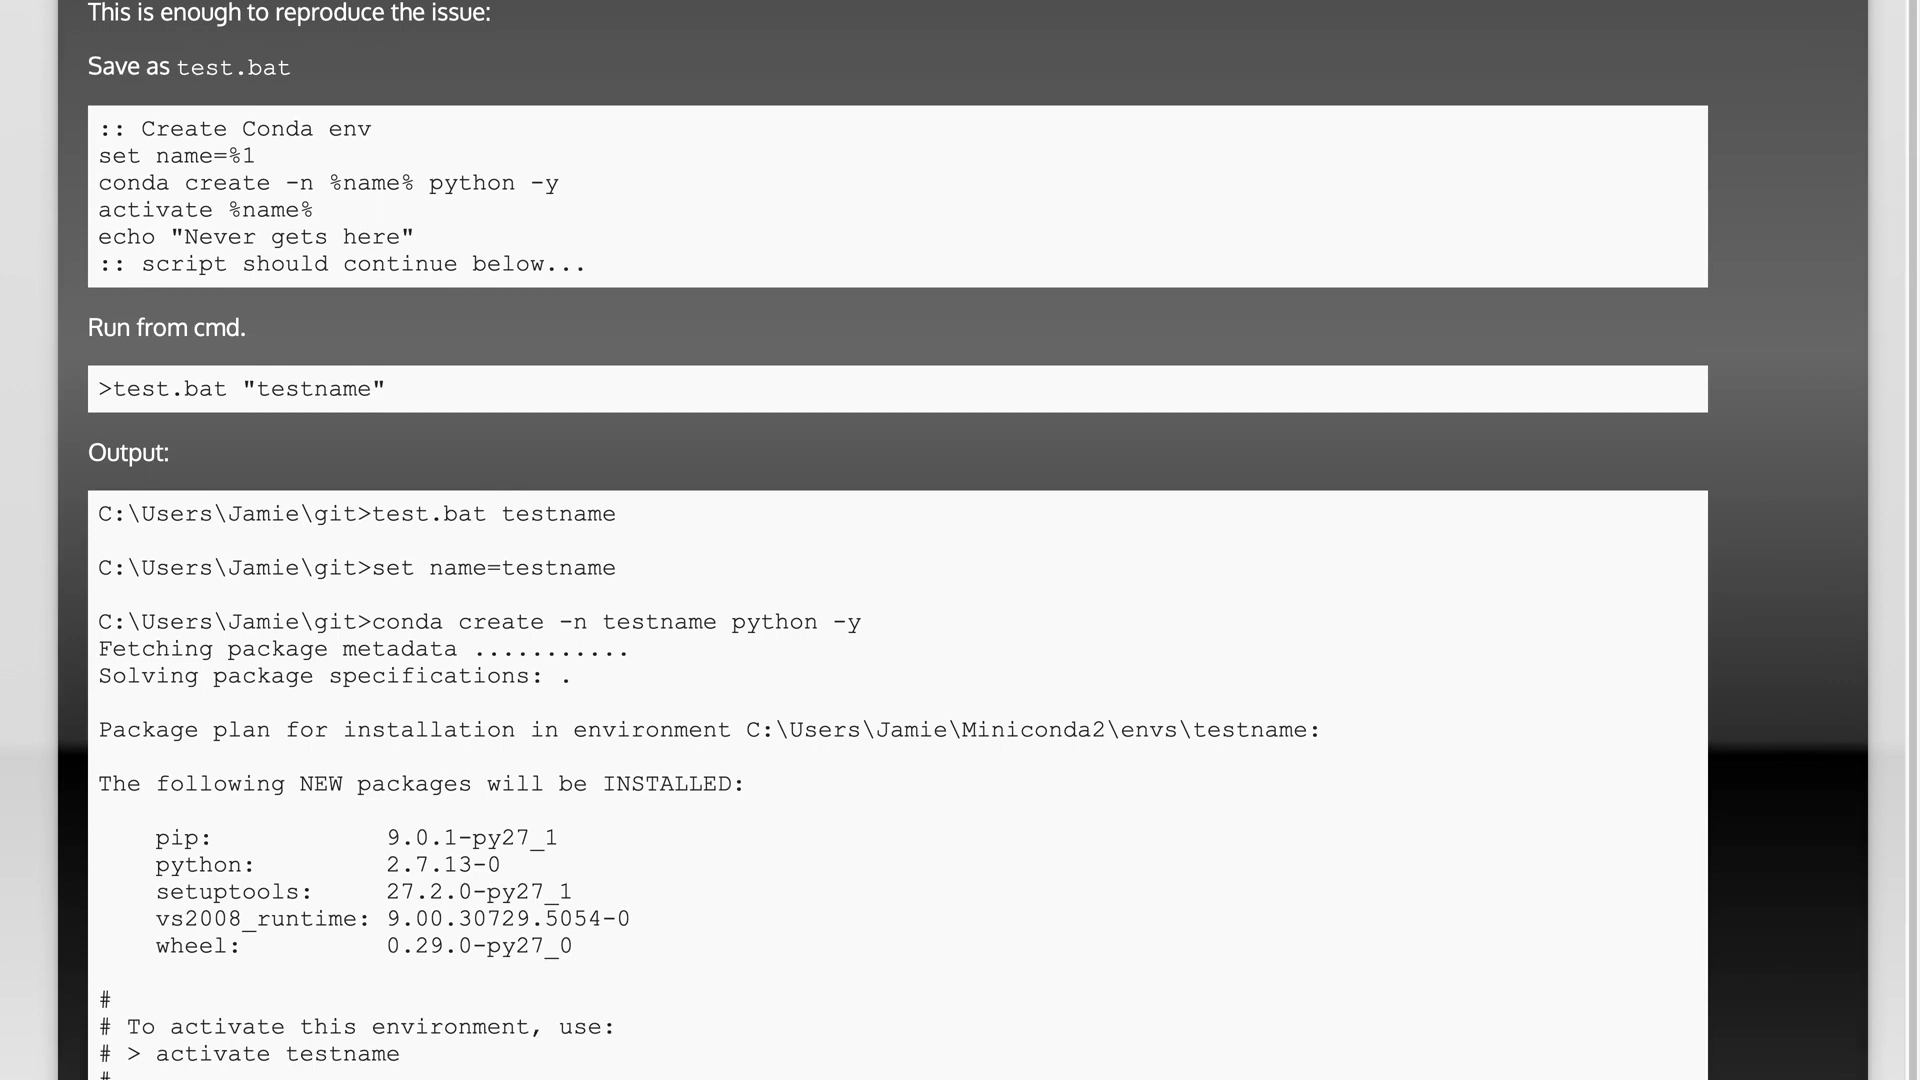 This is enough to reproduce the issue:
Save as test.bat
:: Create Conda env
set name=%1
conda create -n %name% python -y
activate %name%
echo "Never gets here"
:: script should continue below...
Run from cmd.
>test.bat "testname"
Output:
C:\Users\Jamie\git>test.bat testname
C:\Users\Jamie\git>set name=testname
C:\Users\Jamie\git>conda create -n testname python -y
Fetching package metadata ...........
Solving package specifications: .
Package plan for installation in environment C:\Users\Jamie\Miniconda2\envs\testname:
The following NEW packages will be INSTALLED:
pip: 9.0.1-py27_1
python: 2.7.13-0
setuptools: 27.2.0-py27_1
vs2008_runtime: 9.00.30729.5054-0
wheel: 0.29.0-py27_0
#
# To activate this environment, use:
# > activate testname
#